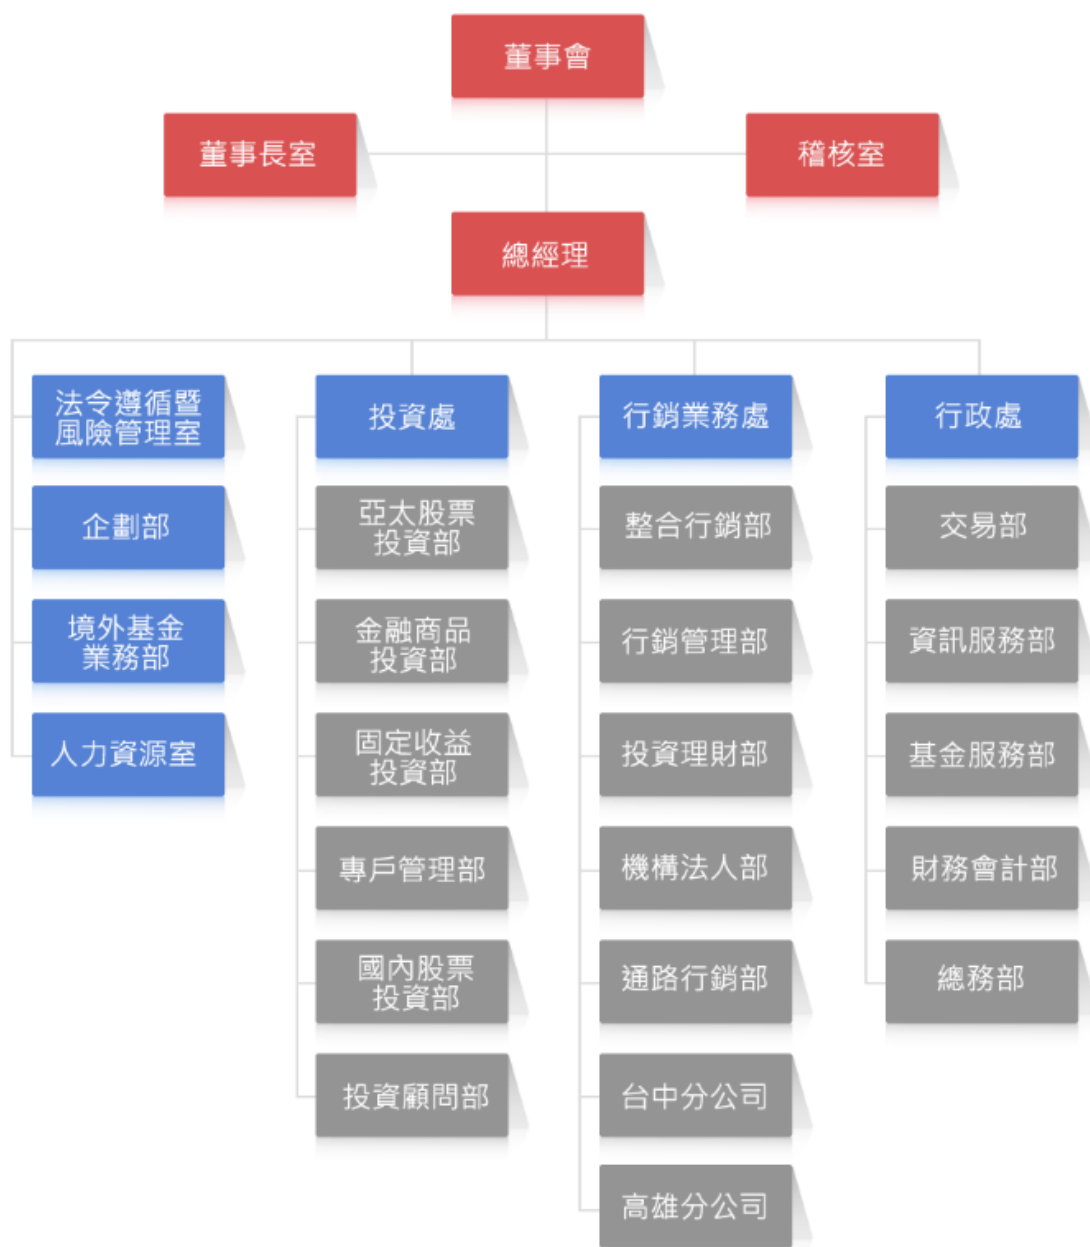 董事會
董事長室
稽核室
總經理
法令遵循暨
風險管理室
企劃部
境外基金
業務部
人力資源室
投資處
亞太股票
投資部
金融商品
投資部
固定收益
投資部
專戶管理部
國內股票
投資部
投資顧問部
行銷業務處
整合行銷部
行銷管理部
投資理財部
機構法人部
通路行銷部
台中分公司
高雄分公司
行政處
交易部
資訊服務部
基金服務部
財務會計部
總務部